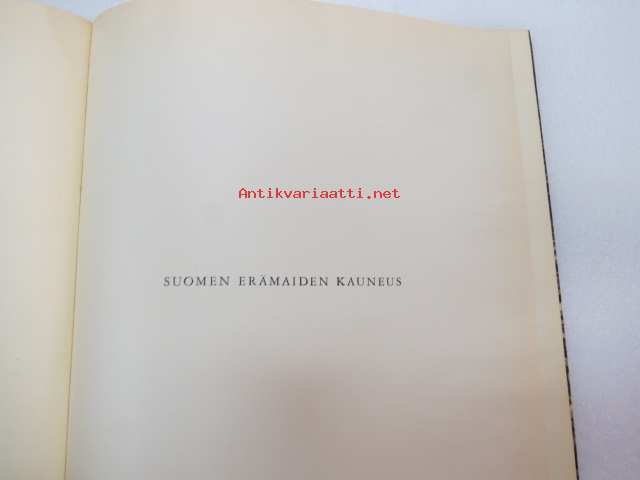 Antikvariaatti.net
SUOMEN ERÄMAIDEN KAUNEUS